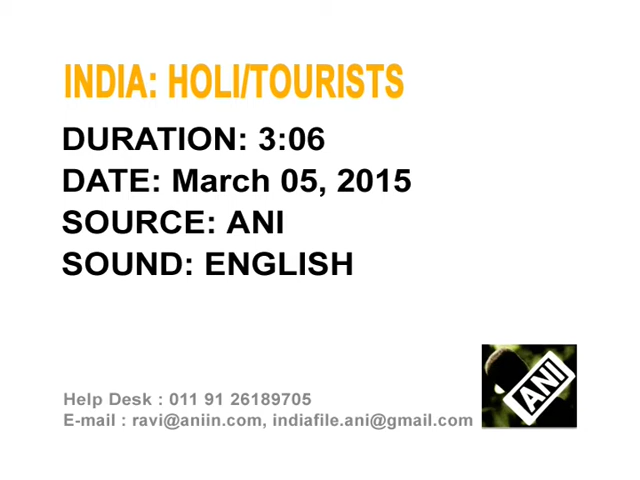 INDIA: HOLI/TOURISTS
DURATION: 3:06
DATE: March 05, 2015
SOURCE: ANI
SOUND: ENGLISH
Help Desk : 011 91 26189705
E-mail : ravi@aniin.com, indiafile.ani@gmail.com
ANI